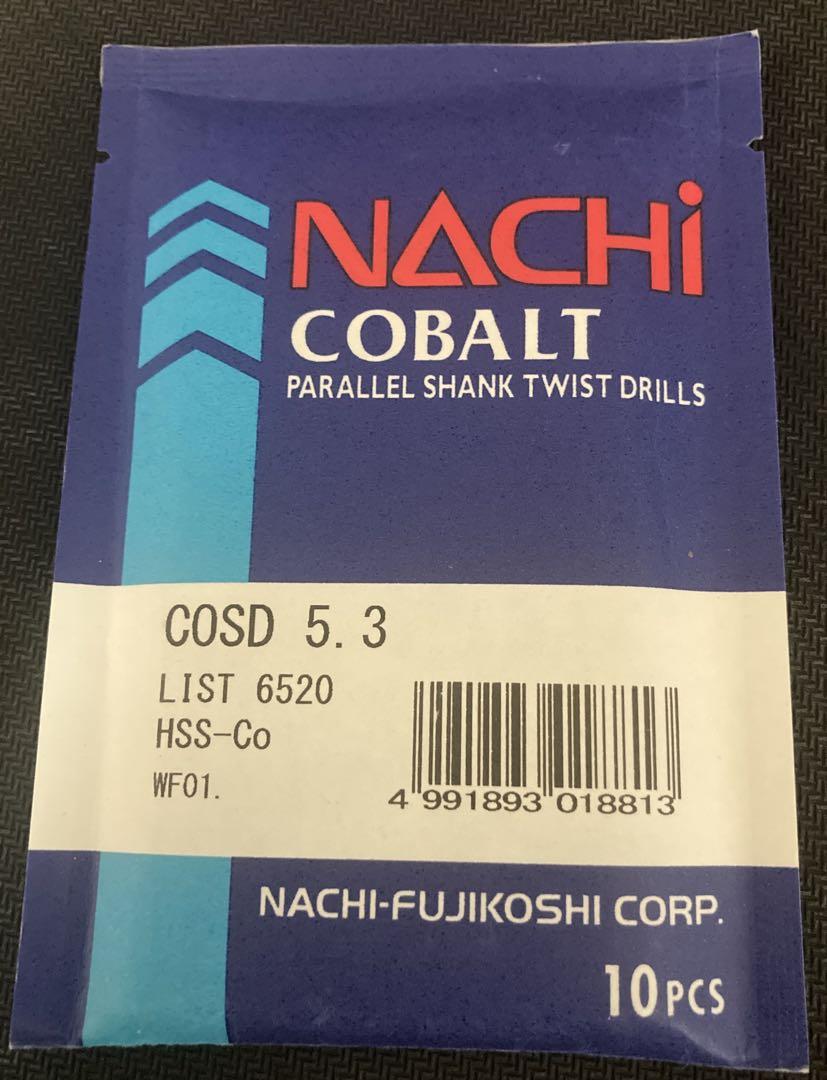 NACHi
COBALT
PARALLEL SHANK TWIST DRILLS
COSD 5.3
LIST 6520
HSS-Co
WF01.
4 991893 018813
NACHI-FUJIKOSHI CORP.
10PCS